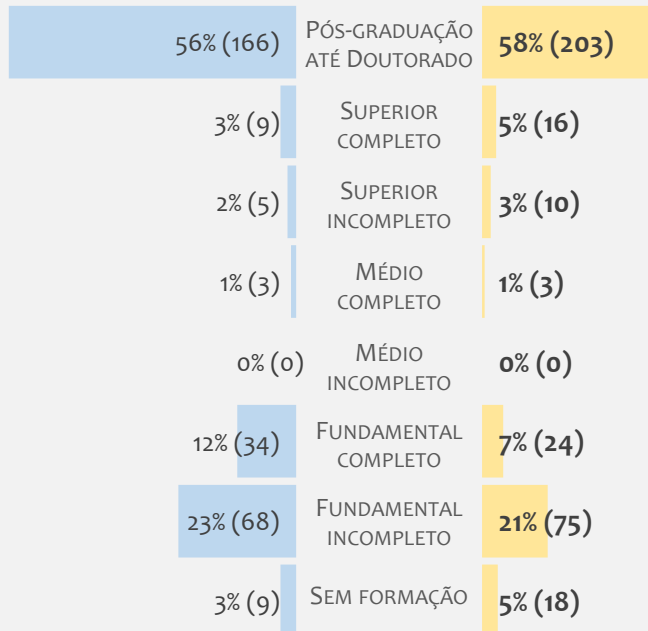 56% (166) PÓS-GRADUAÇÃO ATÉ DOUTORADO 58% (203)
3% (9) SUPERIOR COMPLETO 5% (16)
2% (5) SUPERIOR INCOMPLETO 3% (10)
1% (3) MÉDIO COMPLETO 1% (3)
0% (0) MÉDIO INCOMPLETO 0% (0)
12% (34) FUNDAMENTAL COMPLETO 7% (24)
23% (68) FUNDAMENTAL INCOMPLETO 21% (75)
3% (9) SEM FORMAÇÃO 5% (18)